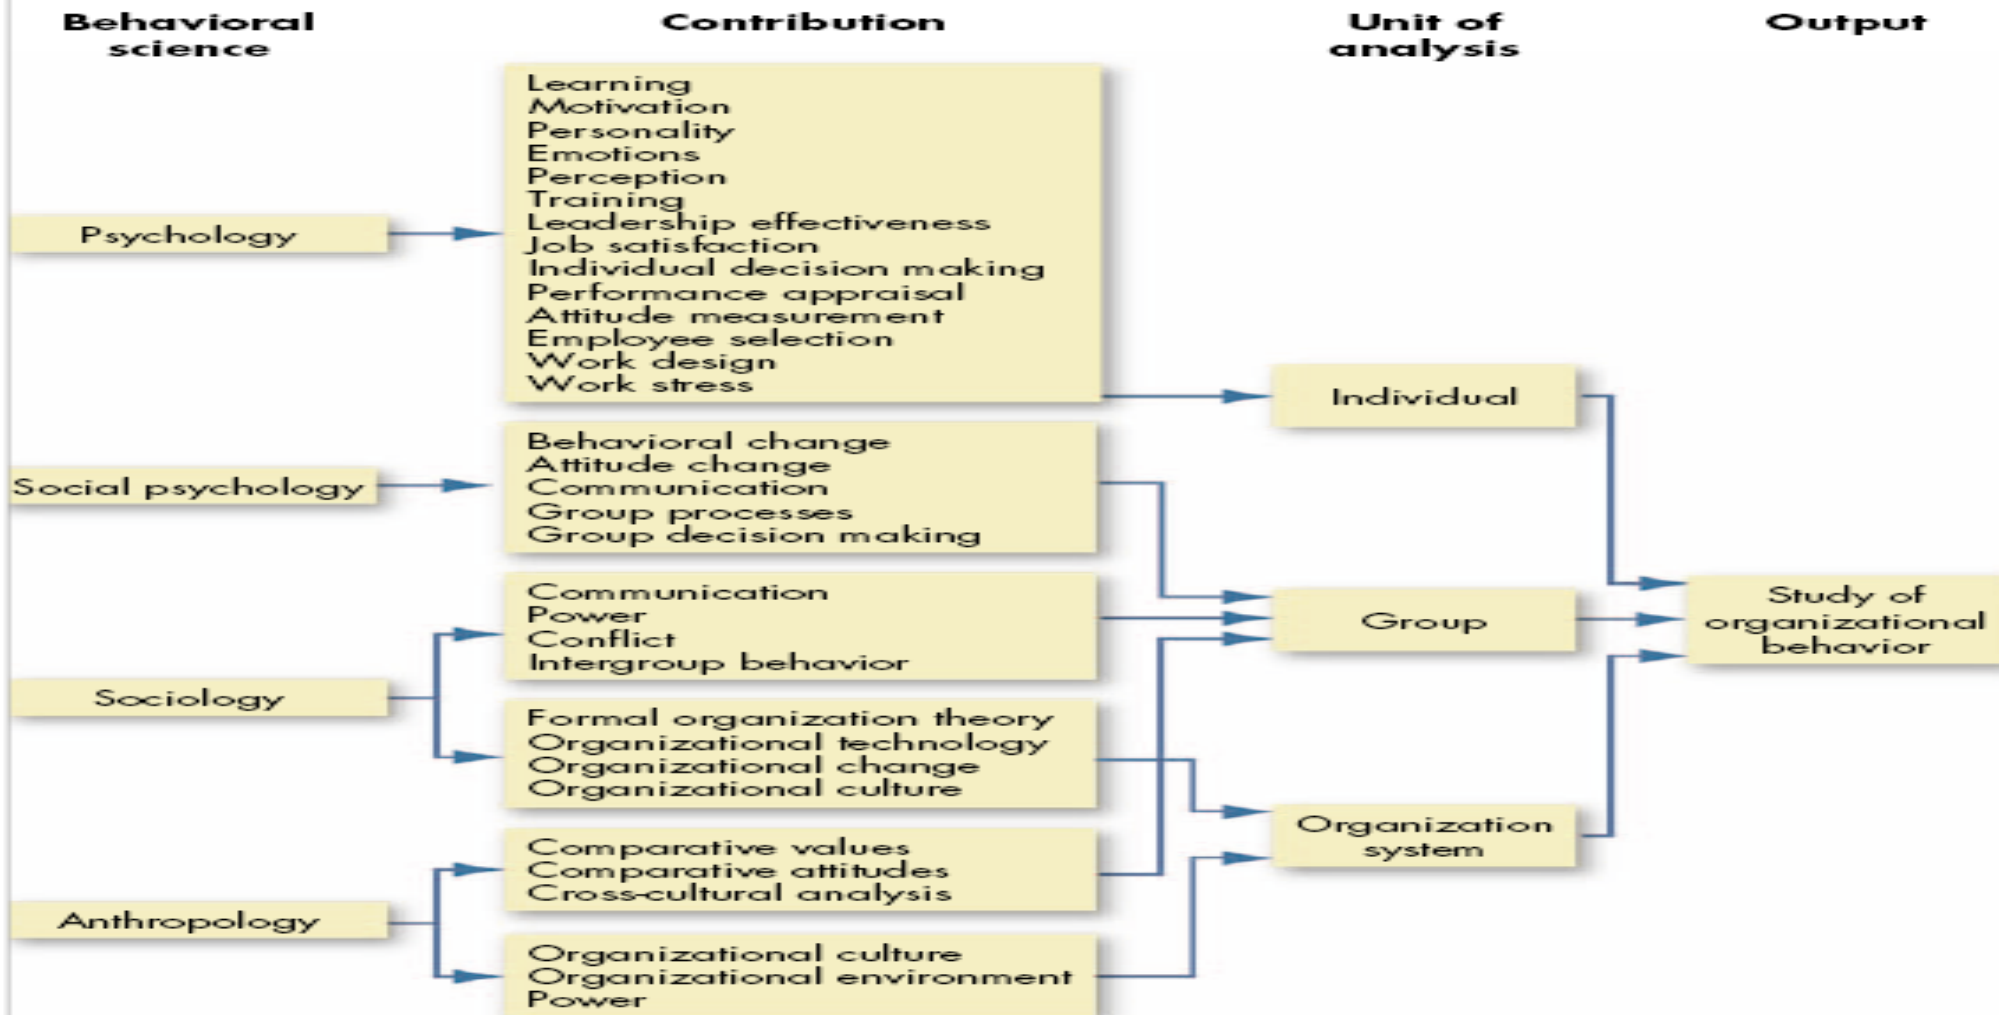 Behavioral
science
Contribution
Unit of
analysis
Output
Psychology
Learning
Motivation
Personality
Emotions
Perception
Training
Leadership effectiveness
Job satisfaction
Individual decision making
Performance appraisal
Attitude measurement
Employee selection
Work design
Work stress
Individual
Social psychology
Behavioral change
Attitude change
Communication
Group processes
Group decision making
Communication
Power
Conflict
Intergroup behavior
Group
Study of
organizational
behavior
Sociology
Formal organization theory
Organizational technology
Organizational change
Organizational culture
Organization
system
Comparative values
Comparative attitudes
Cross-cultural analysis
Anthropology
Organizational culture
Organizational environment
Power